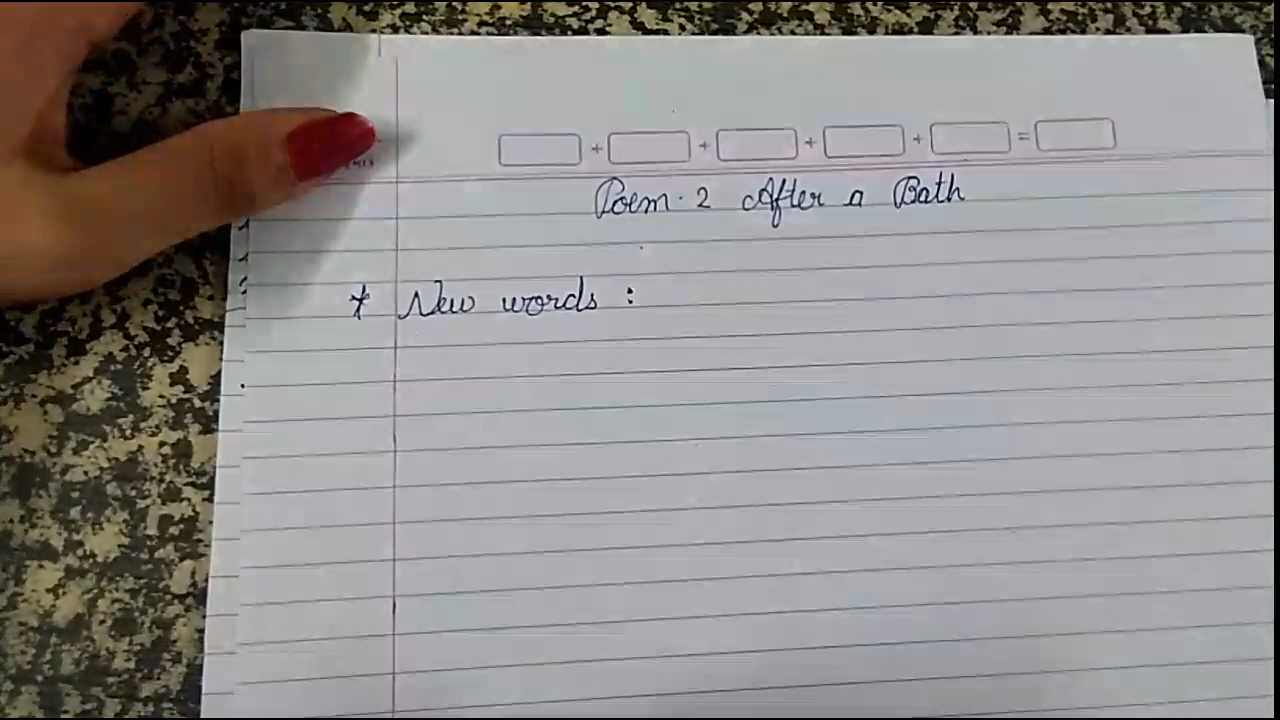 + + + + =
Poem. 2 After a Bath
* New words :